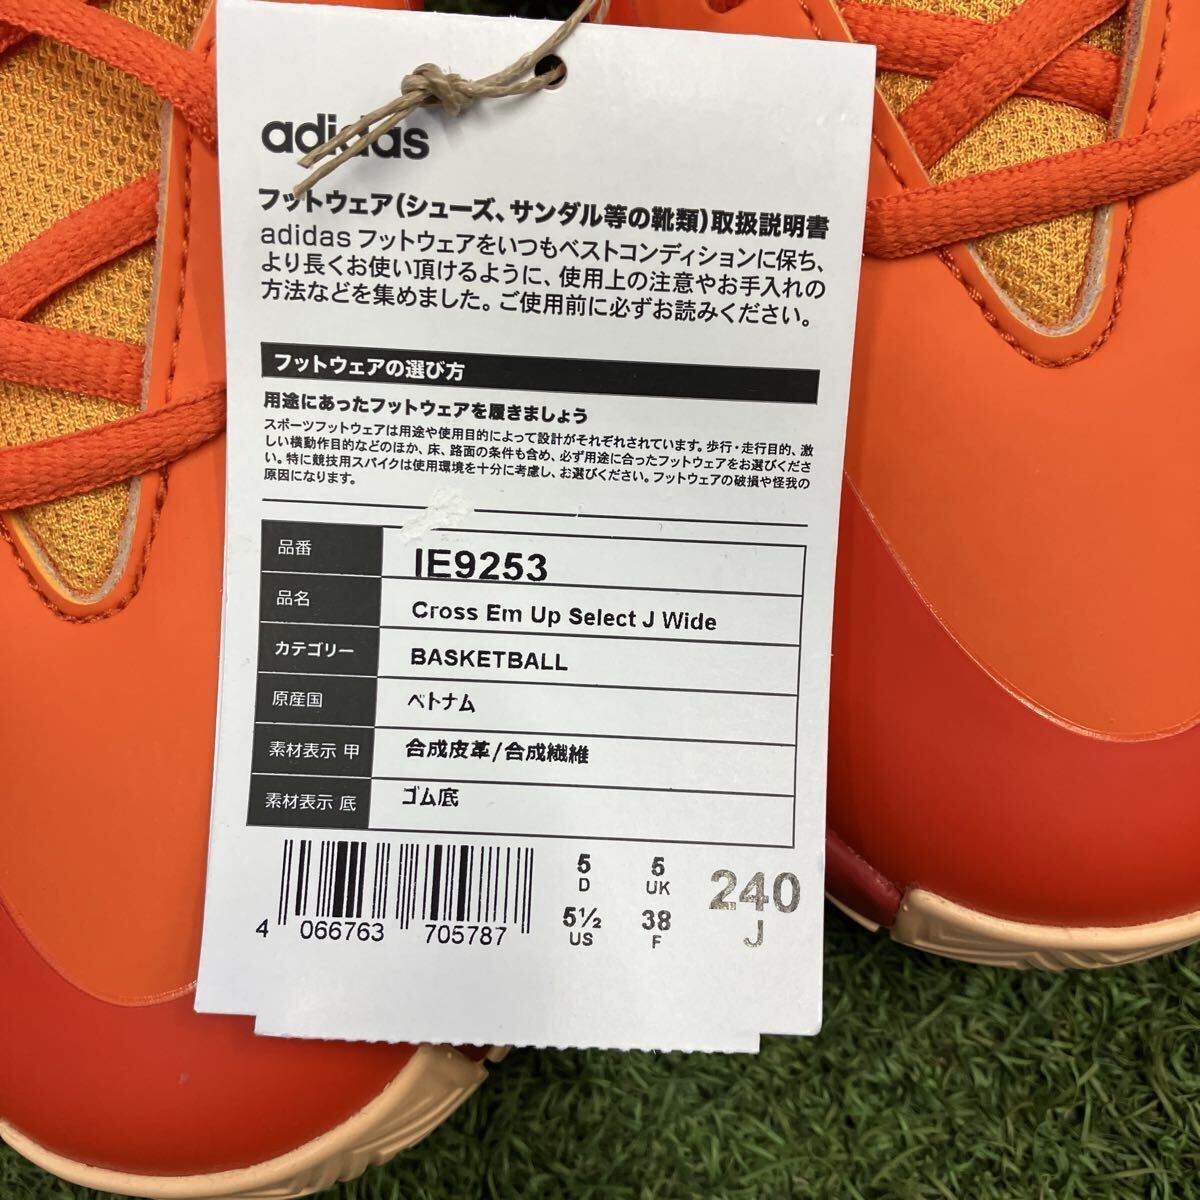 adidas
フットウェア(シューズ、サンダル等の靴類)取扱説明書
adidas フットウェアをいつもベストコンディションに保ち、
より長くお使い頂けるように、使用上の注意やお手入れの
方法などを集めました。ご使用前に必ずお読みください。
フットウェアの選び方
用途にあったフットウェアを履きましょう
スポーツフットウェアは用途や使用目的によって設計がそれぞれされています。歩行・走行目的、激
しい横動作目的などのほか、床、路面の条件も含め、必ず用途に合ったフットウェアをお選びくださ
い。特に競技用スパイクは使用環境を十分に考慮し、お選びください。フットウェアの破損や怪我の
原因になります。
品番 IE9253
品名 Cross Em Up Select J Wide
カテゴリー BASKETBALL
原産国 ベトナム
素材表示 甲 合成皮革/合成繊維
素材表示 底 ゴム底
4 066763 705787
5 D 5 UK
5½ US 38 F
240 J